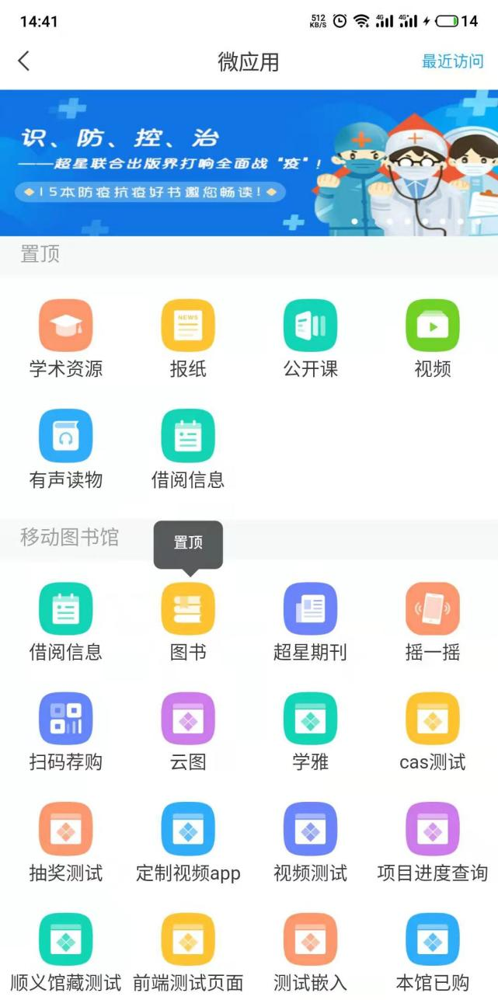 14:41
512 KB/S 4G 4G+ 14
微应用
最近访问
识、防、控、治
——超星联合出版界打响全面战“疫”！
15本防疫抗疫好书邀您畅读！
置顶
NEWS
学术资源 报纸 公开课 视频
有声读物 借阅信息
移动图书馆
置顶
借阅信息 图书 超星期刊 摇一摇
扫码荐购 云图 学雅 cas测试
抽奖测试 定制视频app 视频测试 项目进度查询
顺义馆藏测试 前端测试页面 测试嵌入 本馆已购